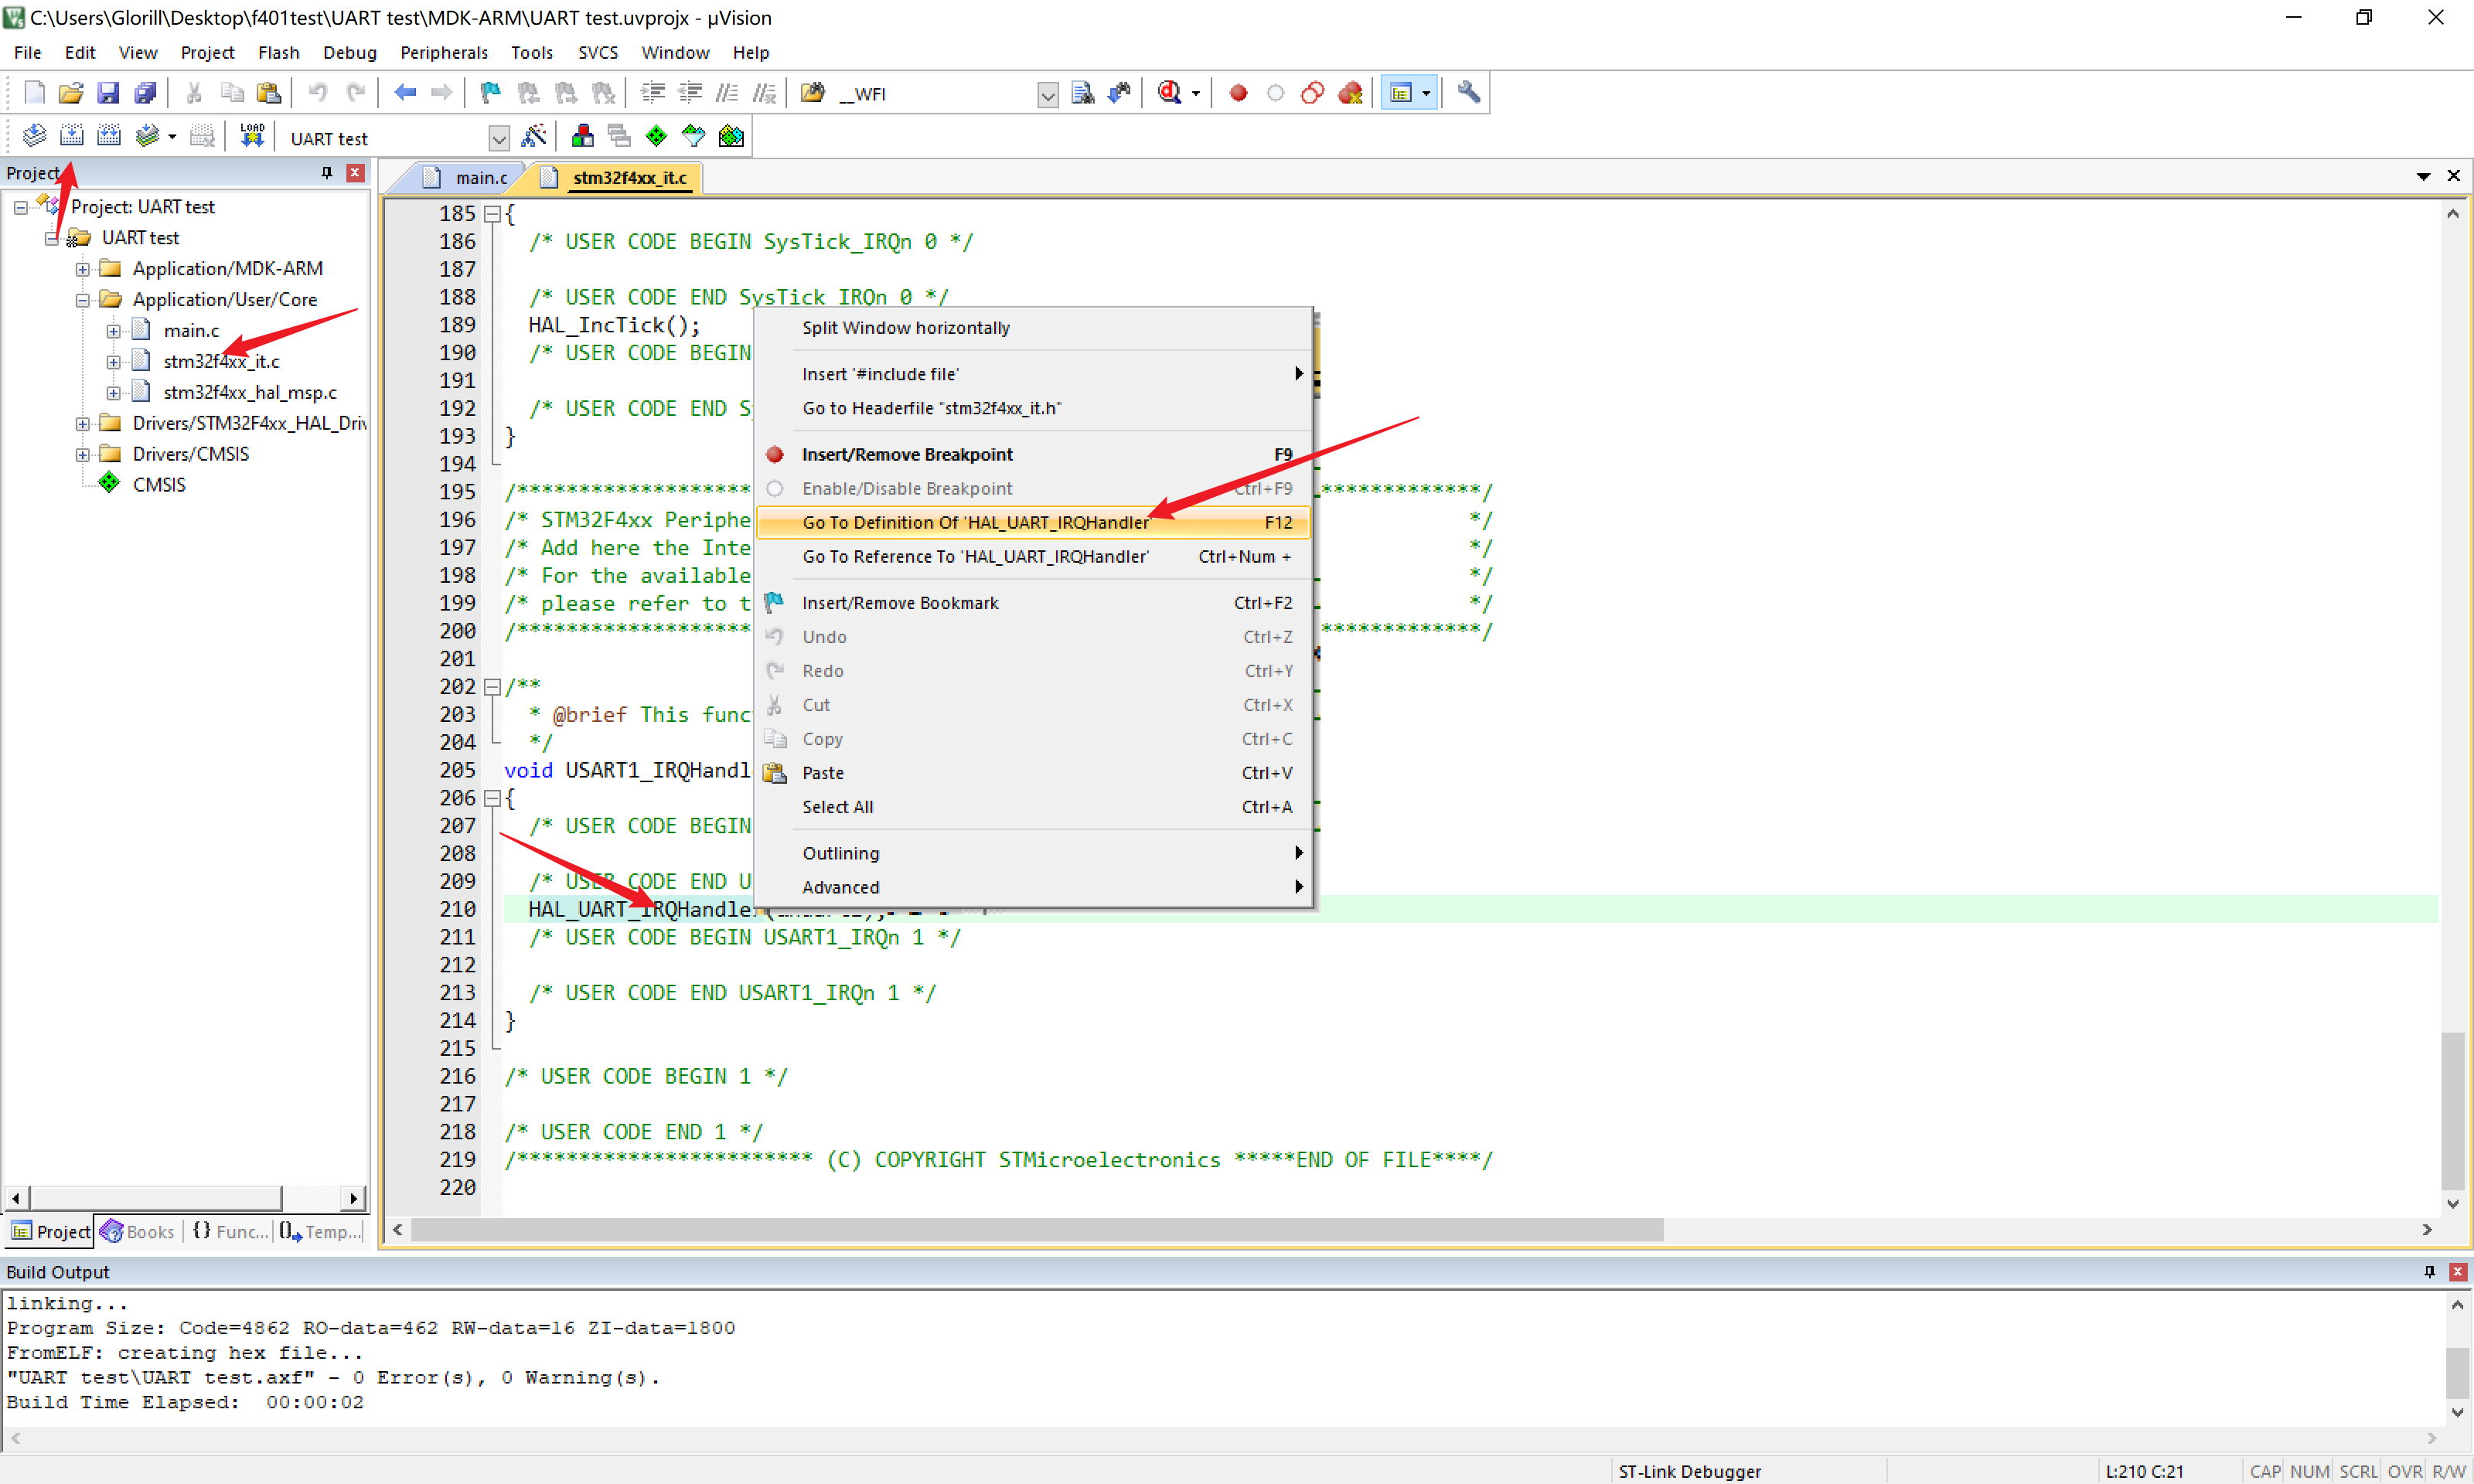 C:\Users\Glorill\Desktop\f401test\UART test\MDK-ARM\UART test.uvprojx - µVision
File Edit View Project Flash Debug Peripherals Tools SVCS Window Help
__WFI
LOAD UART test
Project
Project: UART test
UART test
Application/MDK-ARM
Application/User/Core
main.c
stm32f4xx_it.c
stm32f4xx_hal_msp.c
Drivers/STM32F4xx_HAL_Driv
Drivers/CMSIS
CMSIS
Project Books {} Func... Temp...
main.c stm32f4xx_it.c
185 {
186 /* USER CODE BEGIN SysTick_IRQn 0 */
187
188 /* USER CODE END SysTick_IRQn 0 */
189 HAL_IncTick();
190 /* USER CODE BEGIN
191
192 /* USER CODE END S
193 }
194
195 /******************* *************/
196 /* STM32F4xx Periphe */
197 /* Add here the Inte */
198 /* For the available */
199 /* please refer to t */
200 /******************* *************/
201
202 /**
203 * @brief This func
204 */
205 void USART1_IRQHandl
206 {
207 /* USER CODE BEGIN
208
209 /* USER CODE END U
210 HAL_UART_IRQHandler
211 /* USER CODE BEGIN USART1_IRQn 1 */
212
213 /* USER CODE END USART1_IRQn 1 */
214 }
215
216 /* USER CODE BEGIN 1 */
217
218 /* USER CODE END 1 */
219 /************************ (C) COPYRIGHT STMicroelectronics *****END OF FILE****/
220
Split Window horizontally
Insert '#include file'
Go to Headerfile "stm32f4xx_it.h"
Insert/Remove Breakpoint F9
Enable/Disable Breakpoint Ctrl+F9
Go To Definition Of 'HAL_UART_IRQHandler' F12
Go To Reference To 'HAL_UART_IRQHandler' Ctrl+Num +
Insert/Remove Bookmark Ctrl+F2
Undo Ctrl+Z
Redo Ctrl+Y
Cut Ctrl+X
Copy Ctrl+C
Paste Ctrl+V
Select All Ctrl+A
Outlining
Advanced
Build Output
linking...
Program Size: Code=4862 RO-data=462 RW-data=16 ZI-data=1800
FromELF: creating hex file...
"UART test\UART test.axf" - 0 Error(s), 0 Warning(s).
Build Time Elapsed:  00:00:02
ST-Link Debugger L:210 C:21 CAP NUM SCRL OVR R/W